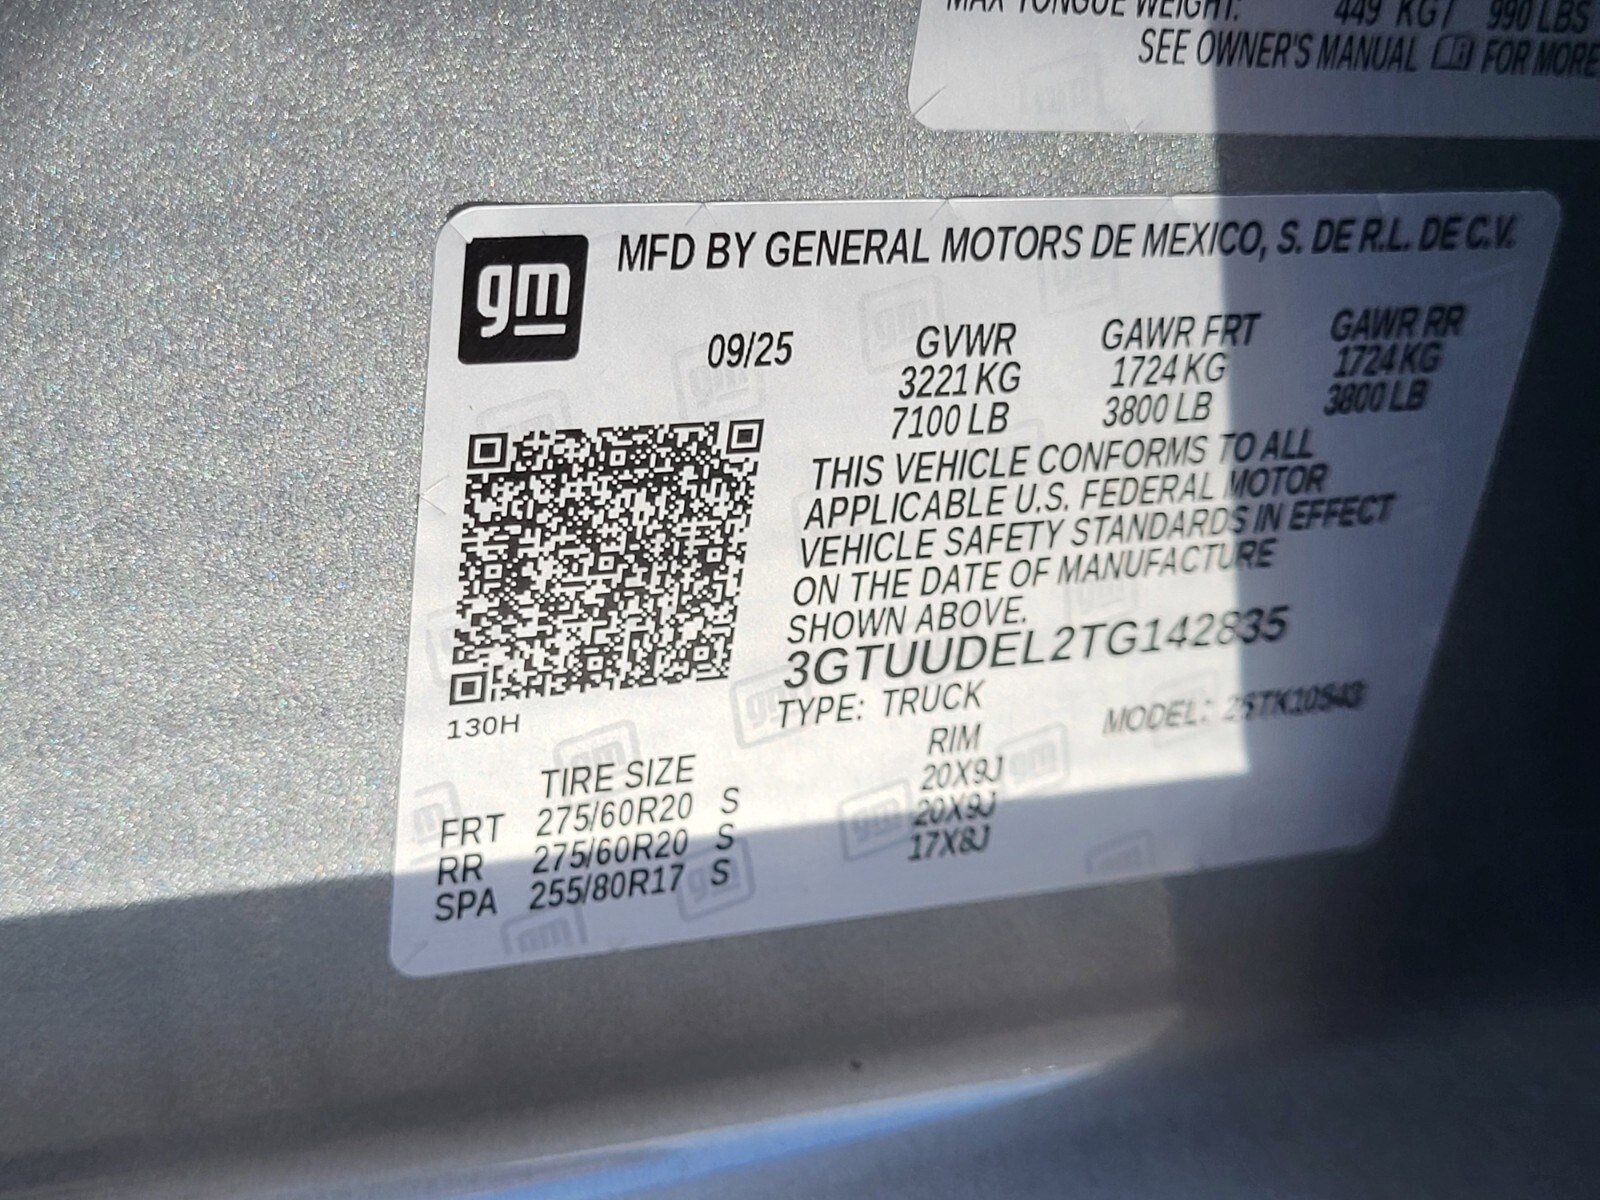 MAX TONGUE WEIGHT: 449 KG / 990 LBS
SEE OWNER'S MANUAL FOR MORE
gm
MFD BY GENERAL MOTORS DE MEXICO, S. DE R.L. DE C.V.
09/25 GVWR GAWR FRT GAWR RR
3221 KG 1724 KG 1724 KG
7100 LB 3800 LB 3800 LB
THIS VEHICLE CONFORMS TO ALL
APPLICABLE U.S. FEDERAL MOTOR
VEHICLE SAFETY STANDARDS IN EFFECT
ON THE DATE OF MANUFACTURE
SHOWN ABOVE.
3GTUUDEL2TG142835
130H
TYPE: TRUCK MODEL:
TIRE SIZE RIM
FRT 275/60R20 S 20X9J
RR 275/60R20 S 20X9J
SPA 255/80R17 S 17X8J